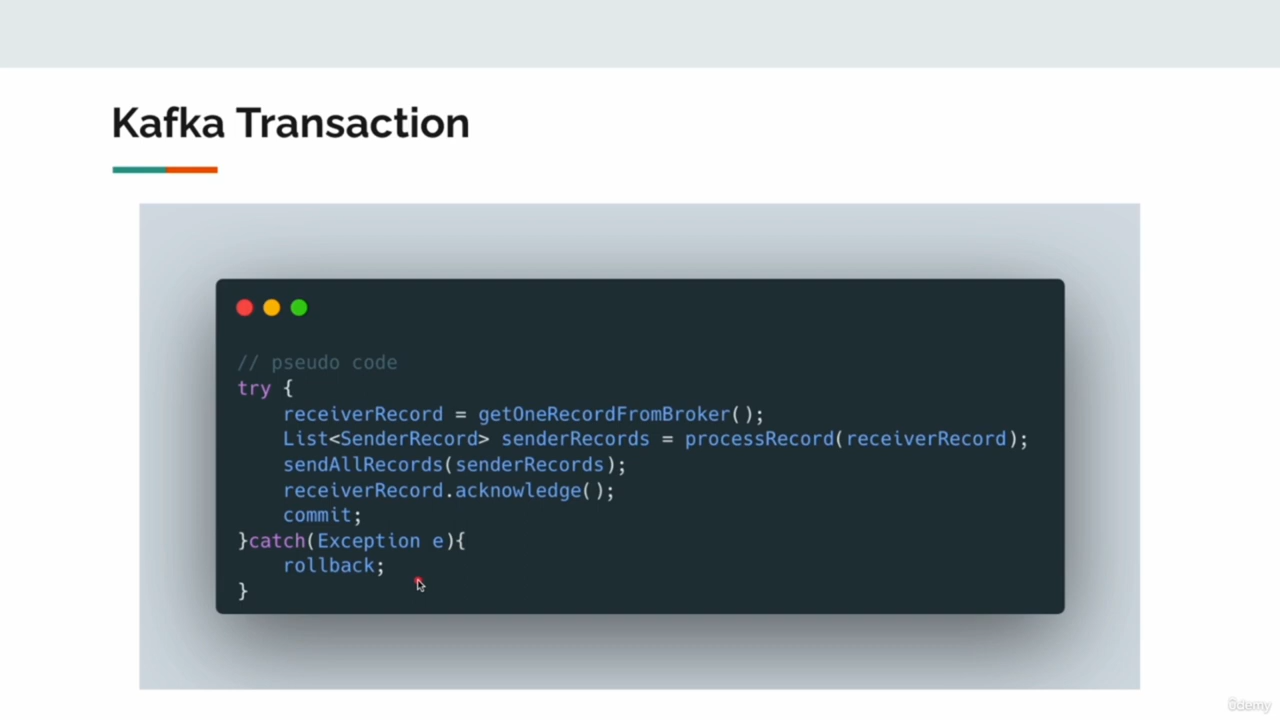 Kafka Transaction
// pseudo code
try {
    receiverRecord = getOneRecordFromBroker();
    List<SenderRecord> senderRecords = processRecord(receiverRecord);
    sendAllRecords(senderRecords);
    receiverRecord.acknowledge();
    commit;
}catch(Exception e){
    rollback;
}
ûdemy